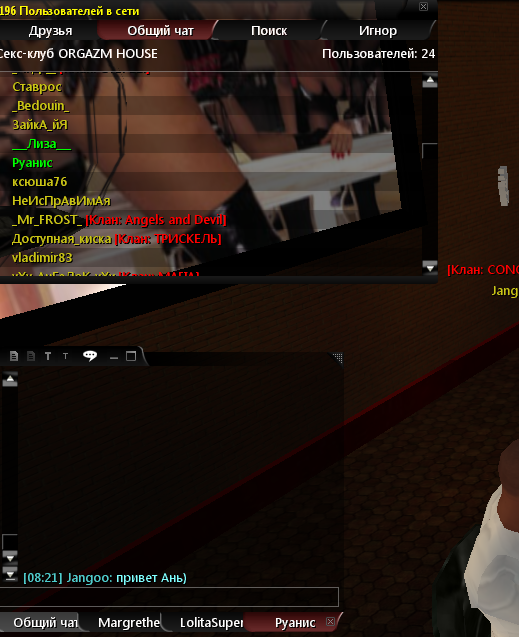 196 Пользователей в сети
Друзья Общий чат Поиск Игнор
Секс-клуб ORGAZM HOUSE Пользователей: 24
Ставрос
_Bedouin_
ЗайкА_йЯ
__Лиза__
Руанис
ксюша76
НеИсПрАвИмАя
_Mr_FROST_ [Клан: Angels and Devil]
Доступная_киска [Клан: ТРИСКЕЛЬ]
vladimir83
[Клан: CONC
Jang
[08:21] Jangoo: привет Ань)
Общий чат Margrethe LolitaSuper Руанис